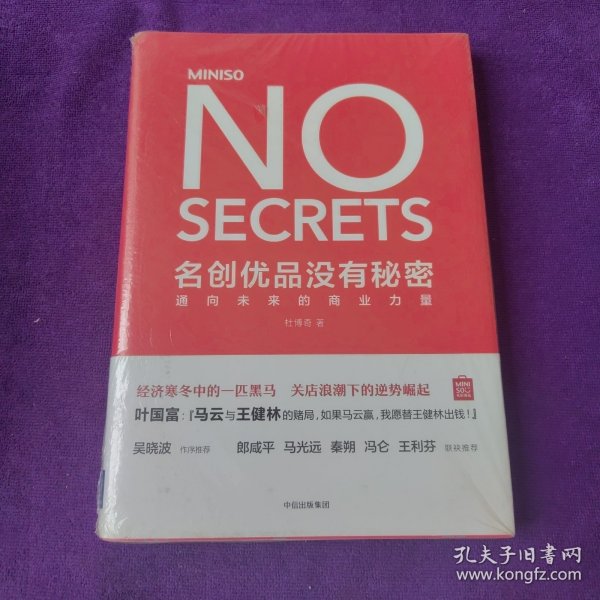 MINISO
NO
SECRETS
名创优品没有秘密
通向未来的商业力量
杜博奇 著
经济寒冬中的一匹黑马 关店浪潮下的逆势崛起
MINI
SO
叶国富：『马云与王健林的赌局，如果马云赢，我愿替王健林出钱！』
吴晓波 作序推荐 郎咸平 马光远 秦朔 冯仑 王利芬 联袂推荐
中信出版集团
孔夫子旧书网
www.kongfz.com